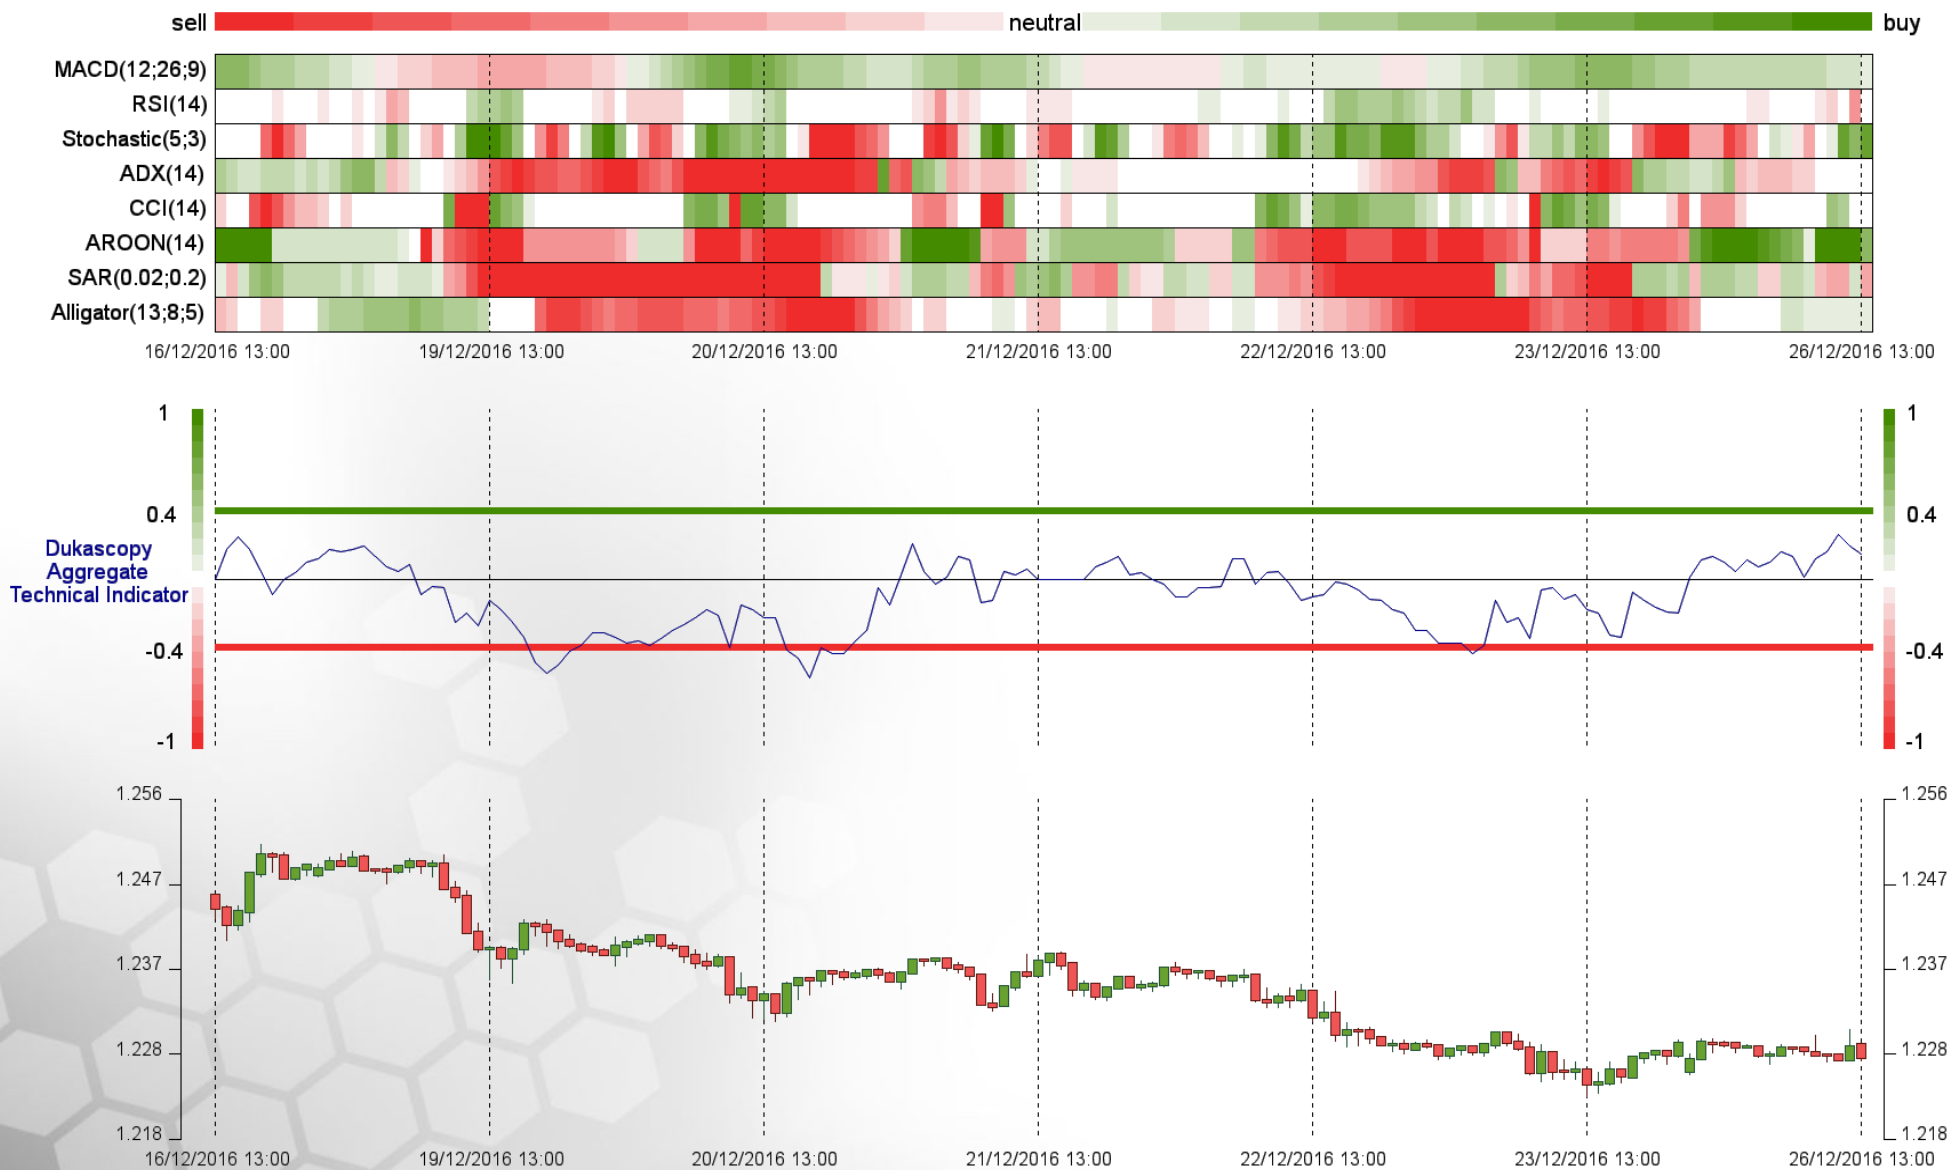 sell neutral buy
MACD(12;26;9)
RSI(14)
Stochastic(5;3)
ADX(14)
CCI(14)
AROON(14)
SAR(0.02;0.2)
Alligator(13;8;5)
16/12/2016 13:00 19/12/2016 13:00 20/12/2016 13:00 21/12/2016 13:00 22/12/2016 13:00 23/12/2016 13:00 26/12/2016 13:00
1 1
0.4 0.4
Dukascopy
Aggregate
Technical Indicator
-0.4 -0.4
-1 -1
1.256 1.256
1.247 1.247
1.237 1.237
1.228 1.228
1.218 1.218
16/12/2016 13:00 19/12/2016 13:00 20/12/2016 13:00 21/12/2016 13:00 22/12/2016 13:00 23/12/2016 13:00 26/12/2016 13:00